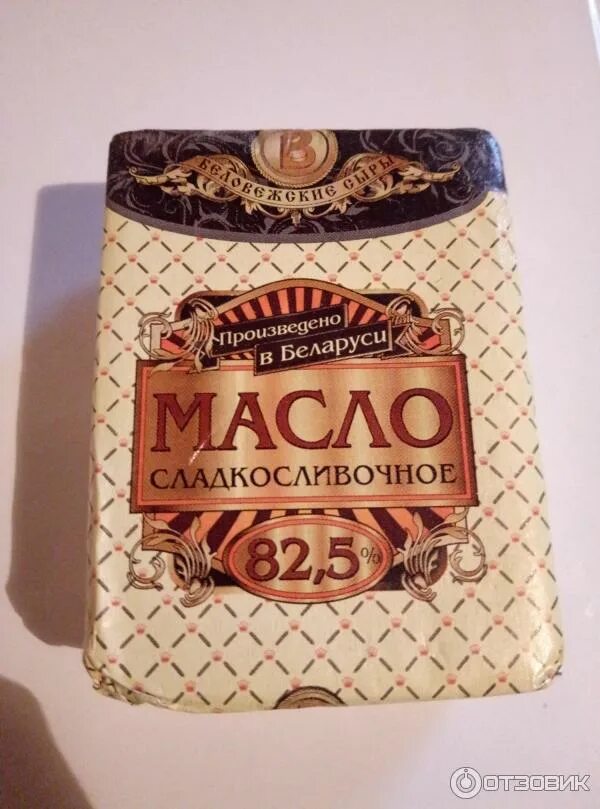 В
БЕЛОВЕЖСКИЕ СЫРЫ
Произведено
в Беларуси
МАСЛО
СЛАДКОСЛИВОЧНОЕ
82,5%
ОТЗОВИК